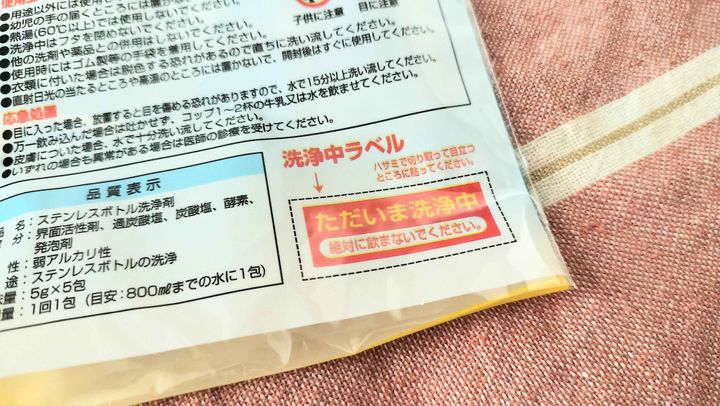 ●用途以外には使用しないでください。
●幼児の手の届くところには置かないでください。
●熱湯(60℃以上)では使用しないでください。
●洗浄中はフタを閉めないでください。
●他の洗剤や薬品との併用はしないでください。
●使用時にはゴム製等の手袋を着用してください。
●衣類に付いた場合は脱色する恐れがあるので直ちに洗い流してください。
●直射日光の当たるところや高温のところには置かないで、開封後はすぐに使用してください。
子供に注意 目に注意
応急処置
●目に入った場合、放置すると目を傷める恐れがありますので、水で15分以上洗い流してください。
●万一飲み込んだ場合は吐かせず、コップ1～2杯の牛乳又は水を飲ませてください。
●皮膚についた場合、水で十分洗い流してください。
●いずれの場合も異常がある場合は医師の診療を受けてください。
品質表示
名：ステンレスボトル洗浄剤
分：界面活性剤、過炭酸塩、炭酸塩、酵素、
発泡剤
性：弱アルカリ性
途：ステンレスボトルの洗浄
量：5g×5包
量：1回1包(目安：800mlまでの水に1包)
洗浄中ラベル
ハサミで切り取って目立つ
ところに貼ってください。
ただいま洗浄中
絶対に飲まないでください。